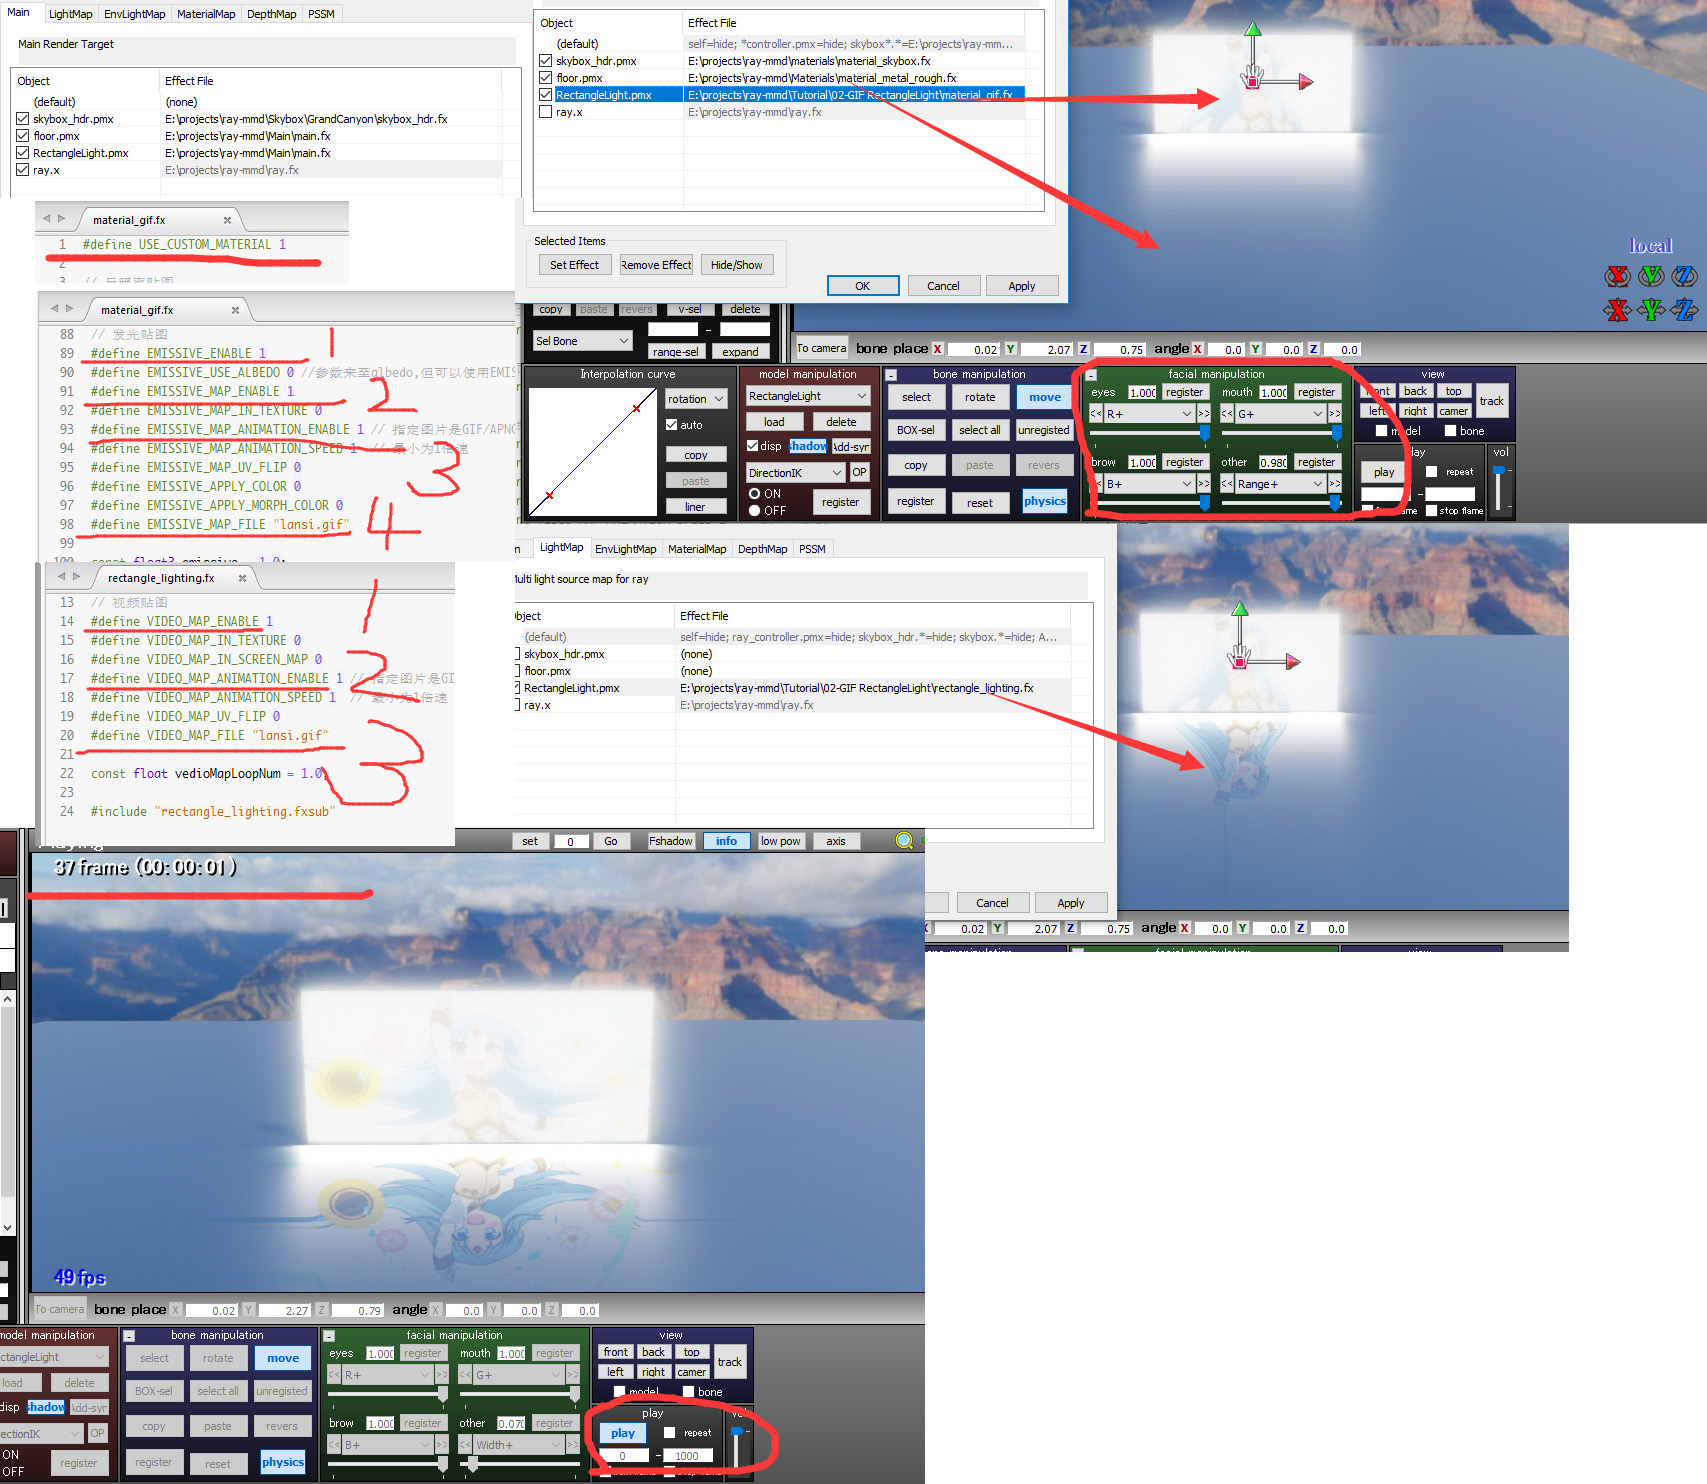 Main LightMap EnvLightMap MaterialMap DepthMap PSSM
Main Render Target
Object Effect File
(default) (none)
skybox_hdr.pmx E:\projects\ray-mmd\Skybox\GrandCanyon\skybox_hdr.fx
floor.pmx E:\projects\ray-mmd\Main\main.fx
RectangleLight.pmx E:\projects\ray-mmd\Main\main.fx
ray.x E:\projects\ray-mmd\ray.fx
Object Effect File
(default) self=hide; *controller.pmx=hide; skybox*.*=E:\projects\ray-mm...
skybox_hdr.pmx E:\projects\ray-mmd\materials\material_skybox.fx
floor.pmx E:\projects\ray-mmd\Materials\material_metal_rough.fx
RectangleLight.pmx E:\projects\ray-mmd\Tutorial\02-GIF RectangleLight\material_gif.fx
ray.x E:\projects\ray-mmd\ray.fx
Selected Items
Set Effect Remove Effect Hide/Show
OK Cancel Apply
local
X Y Z
X Y Z
material_gif.fx
1 #define USE_CUSTOM_MATERIAL 1
2
3
material_gif.fx
88 // 发光贴图
89 #define EMISSIVE_ENABLE 1
90 #define EMISSIVE_USE_ALBEDO 0 //参数来至albedo,但可以使用EMIS
91 #define EMISSIVE_MAP_ENABLE 1
92 #define EMISSIVE_MAP_IN_TEXTURE 0
93 #define EMISSIVE_MAP_ANIMATION_ENABLE 1 // 指定图片是GIF/APNG
94 #define EMISSIVE_MAP_ANIMATION_SPEED 1 // 最小为1倍速
95 #define EMISSIVE_MAP_UV_FLIP 0
96 #define EMISSIVE_APPLY_COLOR 0
97 #define EMISSIVE_APPLY_MORPH_COLOR 0
98 #define EMISSIVE_MAP_FILE "lansi.gif"
99
100 const float3 emissive = 1.0;
1
2
3
4
rectangle_lighting.fx
13 // 视频贴图
14 #define VIDEO_MAP_ENABLE 1
15 #define VIDEO_MAP_IN_TEXTURE 0
16 #define VIDEO_MAP_IN_SCREEN_MAP 0
17 #define VIDEO_MAP_ANIMATION_ENABLE 1 // 指定图片是GI
18 #define VIDEO_MAP_ANIMATION_SPEED 1 // 最小为1倍速
19 #define VIDEO_MAP_UV_FLIP 0
20 #define VIDEO_MAP_FILE "lansi.gif"
21
22 const float vedioMapLoopNum = 1.0;
23
24 #include "rectangle_lighting.fxsub"
1
2
3
copy paste revers v-sel delete
Sel Bone -
range-sel expand
To camera bone place X 0.02 Y 2.07 Z 0.75 angle X 0.0 Y 0.0 Z 0.0
Interpolation curve
rotation
auto
copy
paste
liner
model manipulation
RectangleLight
load delete
disp shadow Add-syn
DirectionIK OP
ON
OFF
register
- bone manipulation
select rotate move
BOX-sel select all unregisted
copy paste revers
register reset physics
- facial manipulation
eyes 1.000 register mouth 1.000 register
<< R+ >> << G+ >>
brow 1.000 register other 0.980 register
<< B+ >> << Range+ >>
view
front back top
left right camer track
model bone
play
play repeat
-
stop flame
vol
LightMap EnvLightMap MaterialMap DepthMap PSSM
Multi light source map for ray
Object Effect File
(default) self=hide; ray_controller.pmx=hide; skybox_hdr.*=hide; skybox.*=hide; A...
skybox_hdr.pmx (none)
floor.pmx (none)
RectangleLight.pmx E:\projects\ray-mmd\Tutorial\02-GIF RectangleLight\rectangle_lighting.fx
ray.x E:\projects\ray-mmd\ray.fx
Cancel Apply
X 0.02 Y 2.07 Z 0.75 angle X 0.0 Y 0.0 Z 0.0
set 0 Go Fshadow info low pow axis
Playing
37 frame (00:00:01)
49 fps
To camera bone place X 0.02 Y 2.27 Z 0.79 angle X 0.0 Y 0.0 Z 0.0
model manipulation
RectangleLight
load delete
disp shadow Add-syn
DirectionIK OP
ON
OFF
register
- bone manipulation
select rotate move
BOX-sel select all unregisted
copy paste revers
register reset physics
- facial manipulation
eyes 1.000 register mouth 1.000 register
<< R+ >> << G+ >>
brow 1.000 register other 0.070 register
<< B+ >> << Width+ >>
view
front back top
left right camer track
model bone
play
play repeat
0 - 1000
vol